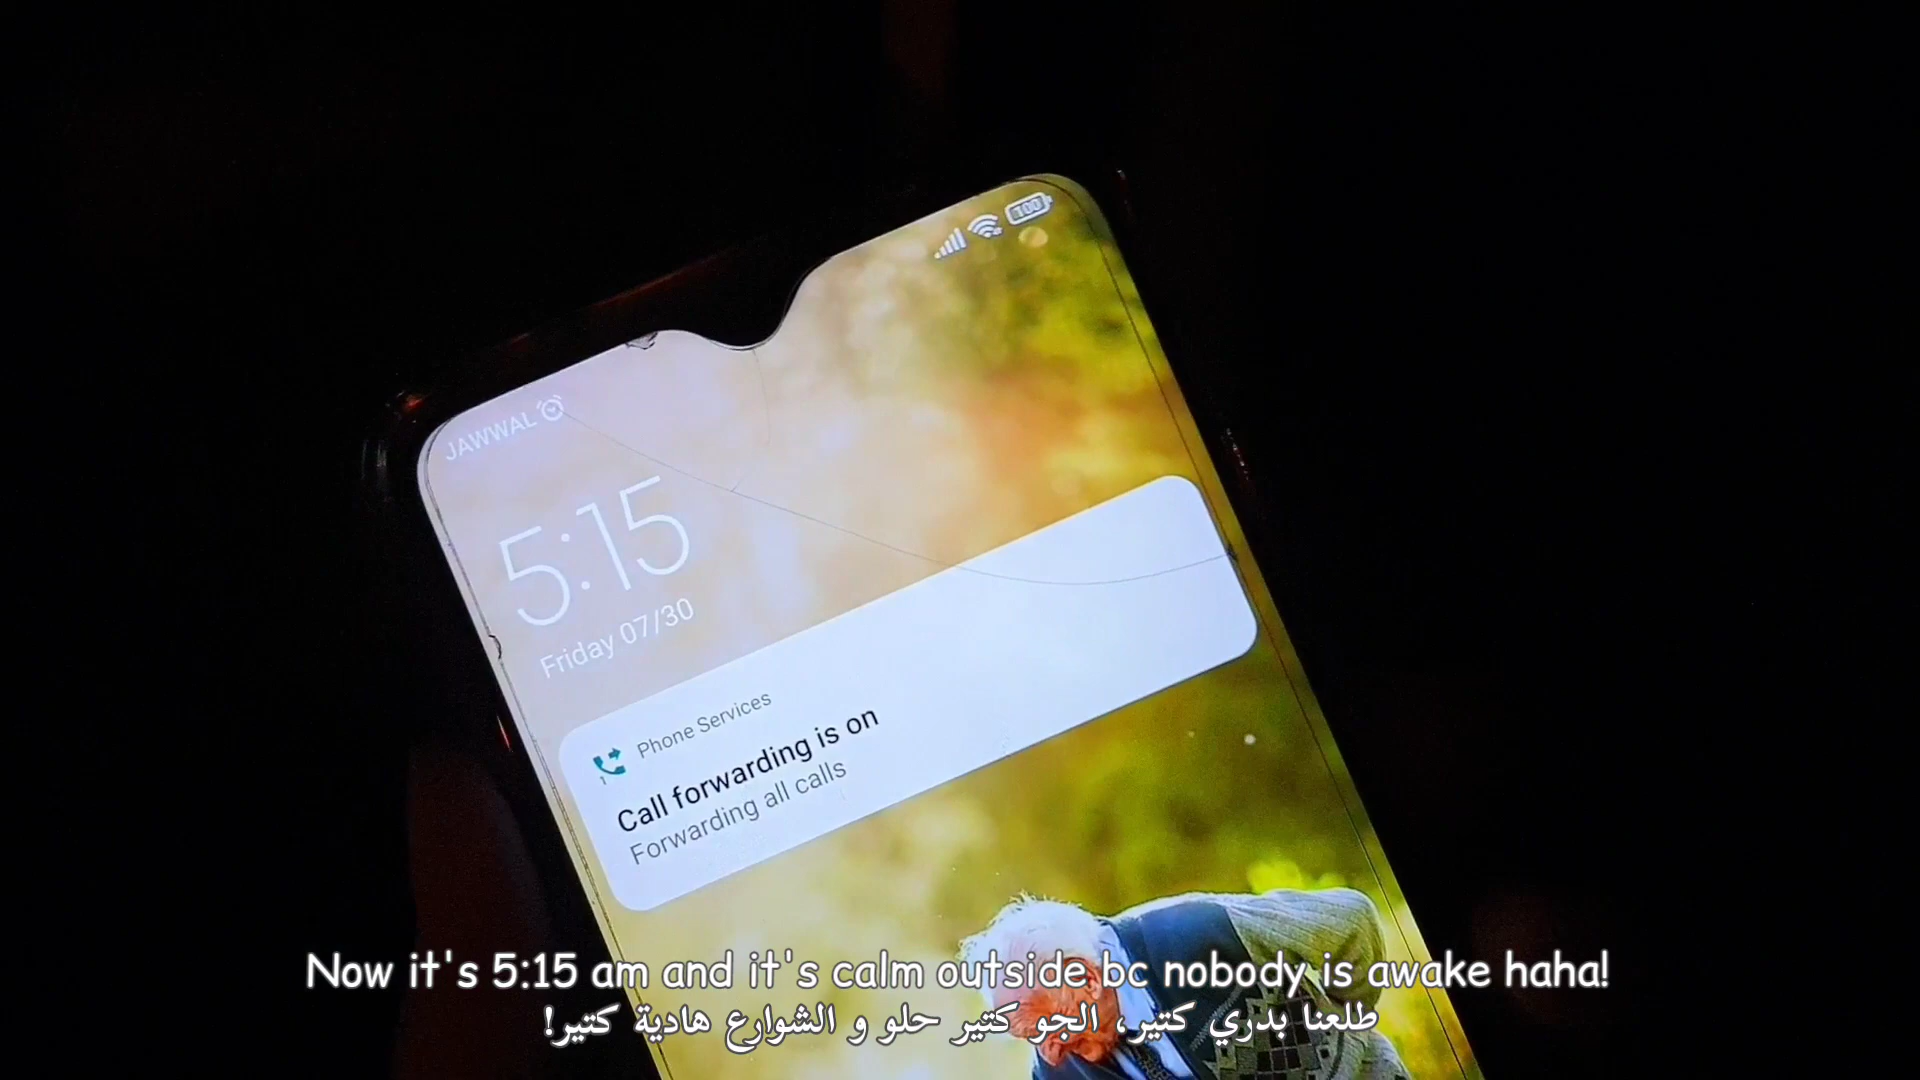 100
JAWWAL
5:15
Friday 07/30
Phone Services
1
Call forwarding is on
Forwarding all calls
Now it's 5:15 am and it's calm outside bc nobody is awake haha!
طلعنا بدري كتير، الجو كتير حلو و الشوارع هادية كتير!